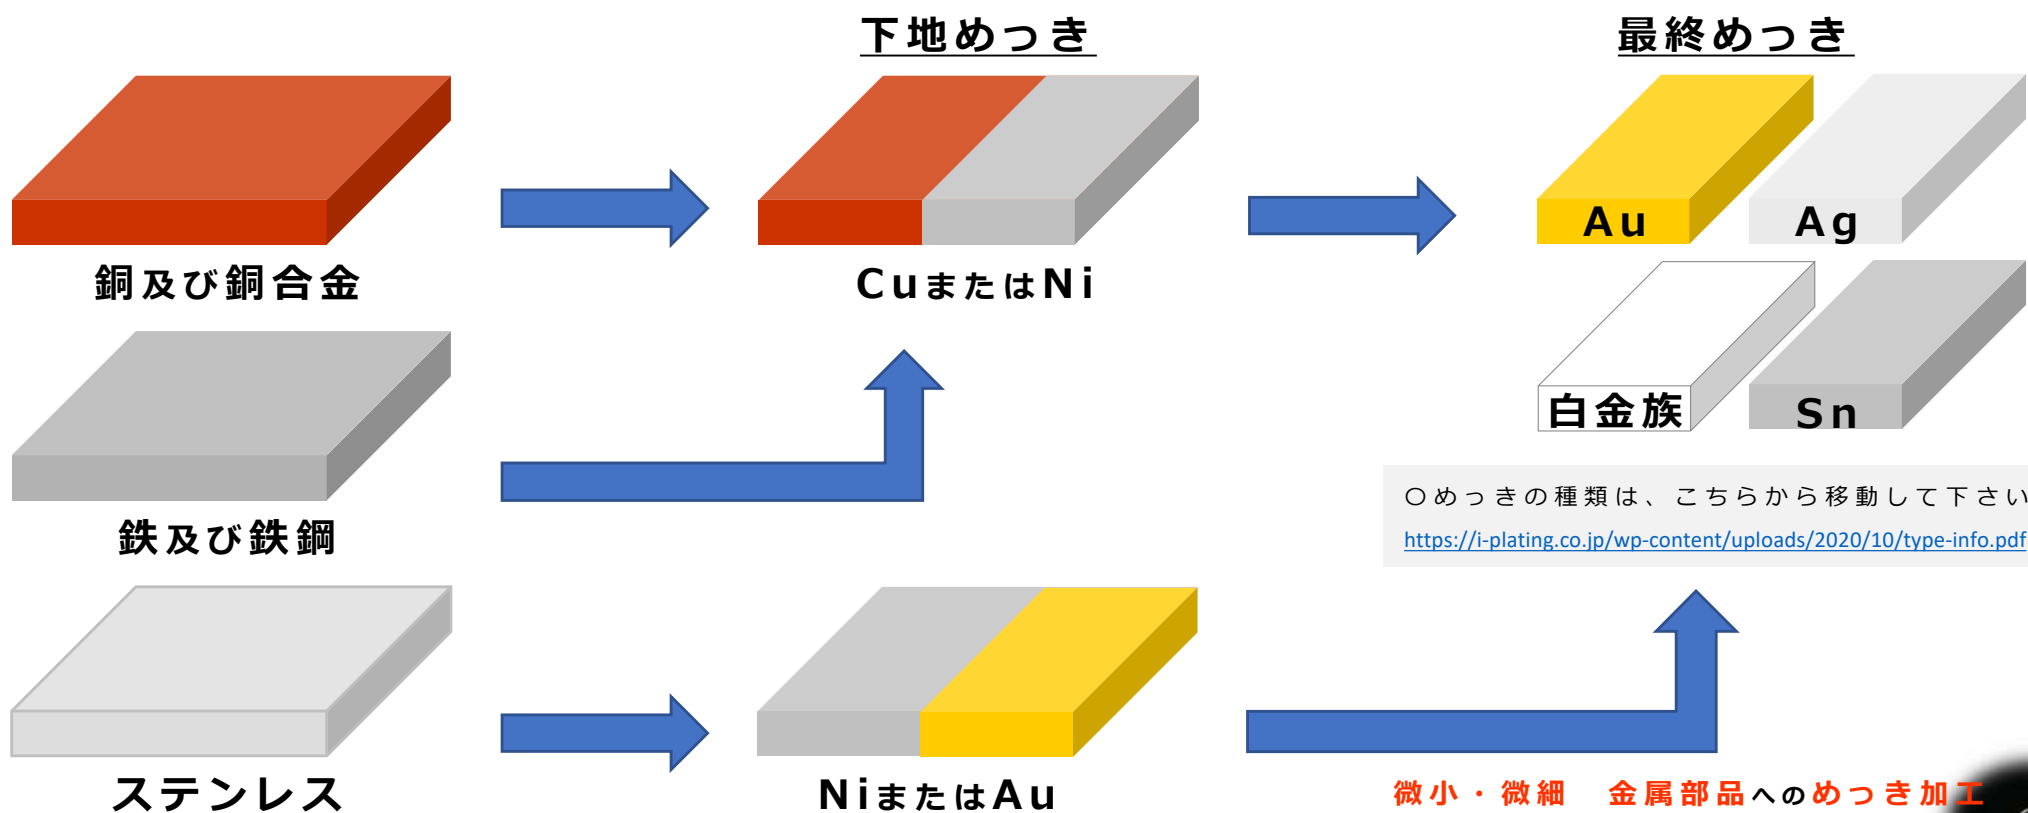 下地めっき
最終めっき
Au
Ag
銅及び銅合金
CuまたはNi
白金族
Sn
〇めっきの種類は、こちらから移動して下さい
https://i-plating.co.jp/wp-content/uploads/2020/10/type-info.pdf
鉄及び鉄鋼
ステンレス
NiまたはAu
微小・微細　金属部品へのめっき加工